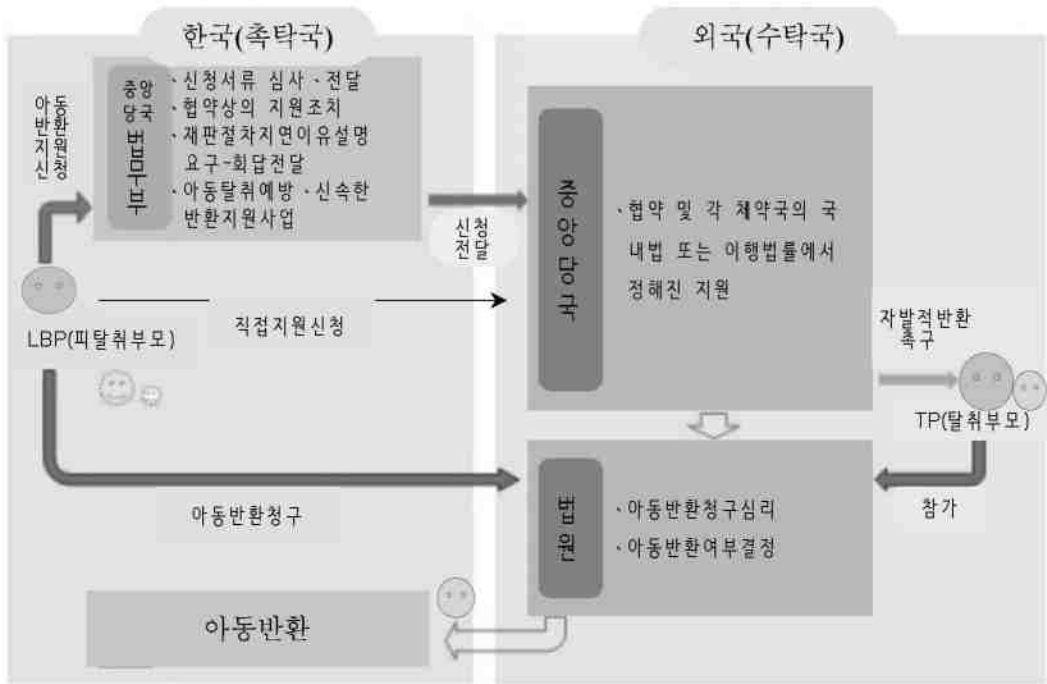 한국(촉탁국)
외국(수탁국)
아동
반환
지원
신청
중앙
당국
법무부
、신청서류 심사、전달
、협약상의 지원조치
、재판절차지연이유설명
요구-회답전달
、아동탈취예방、신속한
반환지원사업
신청
전달
중앙당국
、협약 및 각 체약국의 국
내법 또는 이행법률에서
정해진 지원
직접지원신청
LBP(피탈취부모)
자발적반환
촉구
TP(탈취부모)
아동반환청구
법원
、아동반환청구심리
、아동반환여부결정
참가
아동반환